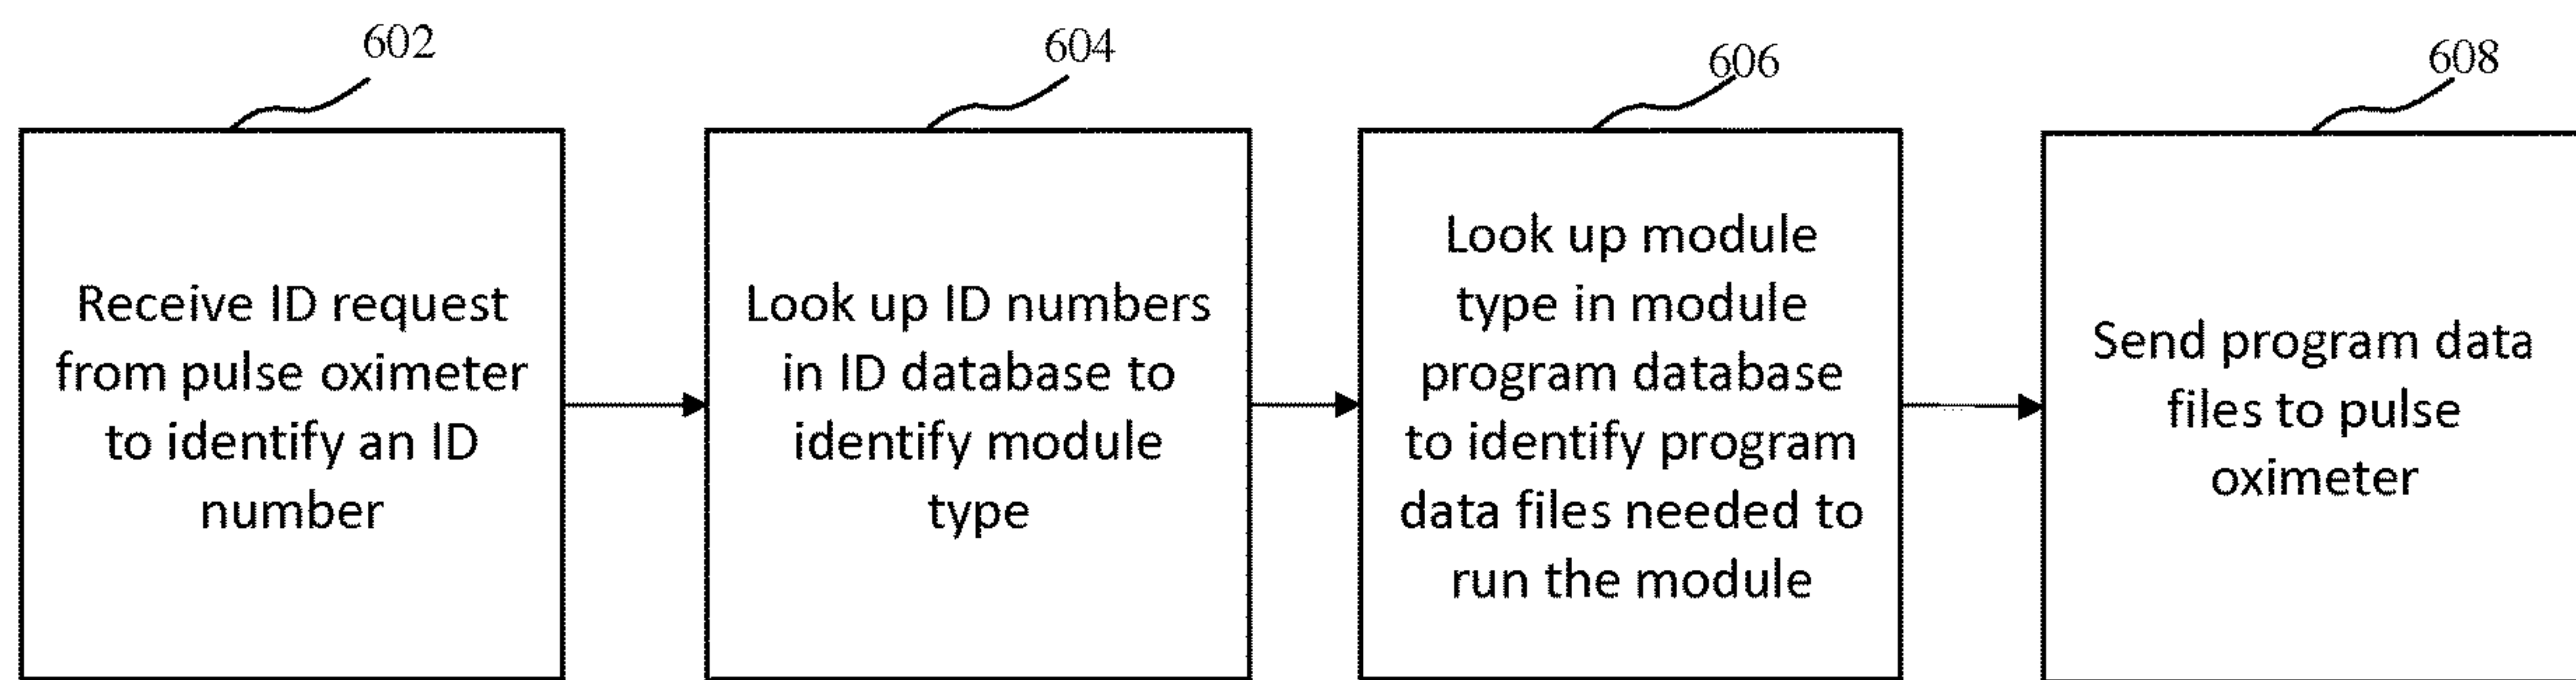 602
604
606
608
Receive ID request
from pulse oximeter
to identify an ID
number
Look up ID numbers
in ID database to
identify module
type
Look up module
type in module
program database
to identify program
data files needed to
run the module
Send program data
files to pulse
oximeter